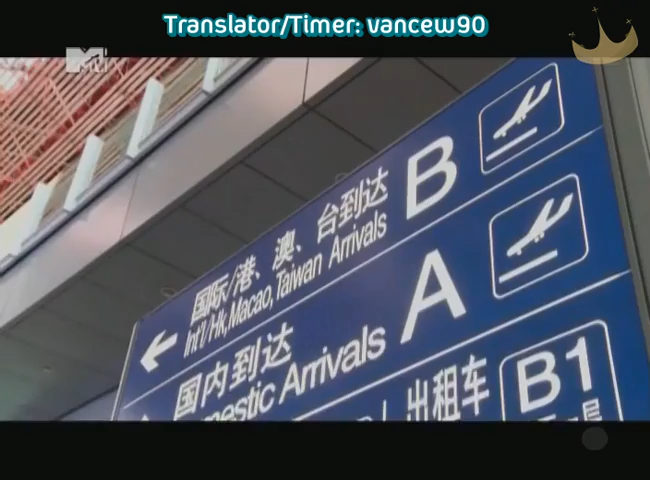 Translator/Timer: vancew90
MTV
国际/港、澳、台到达 B
Int'l/Hk,Macao,Taiwan Arrivals
国内到达 A
mestic Arrivals
出租车 B1